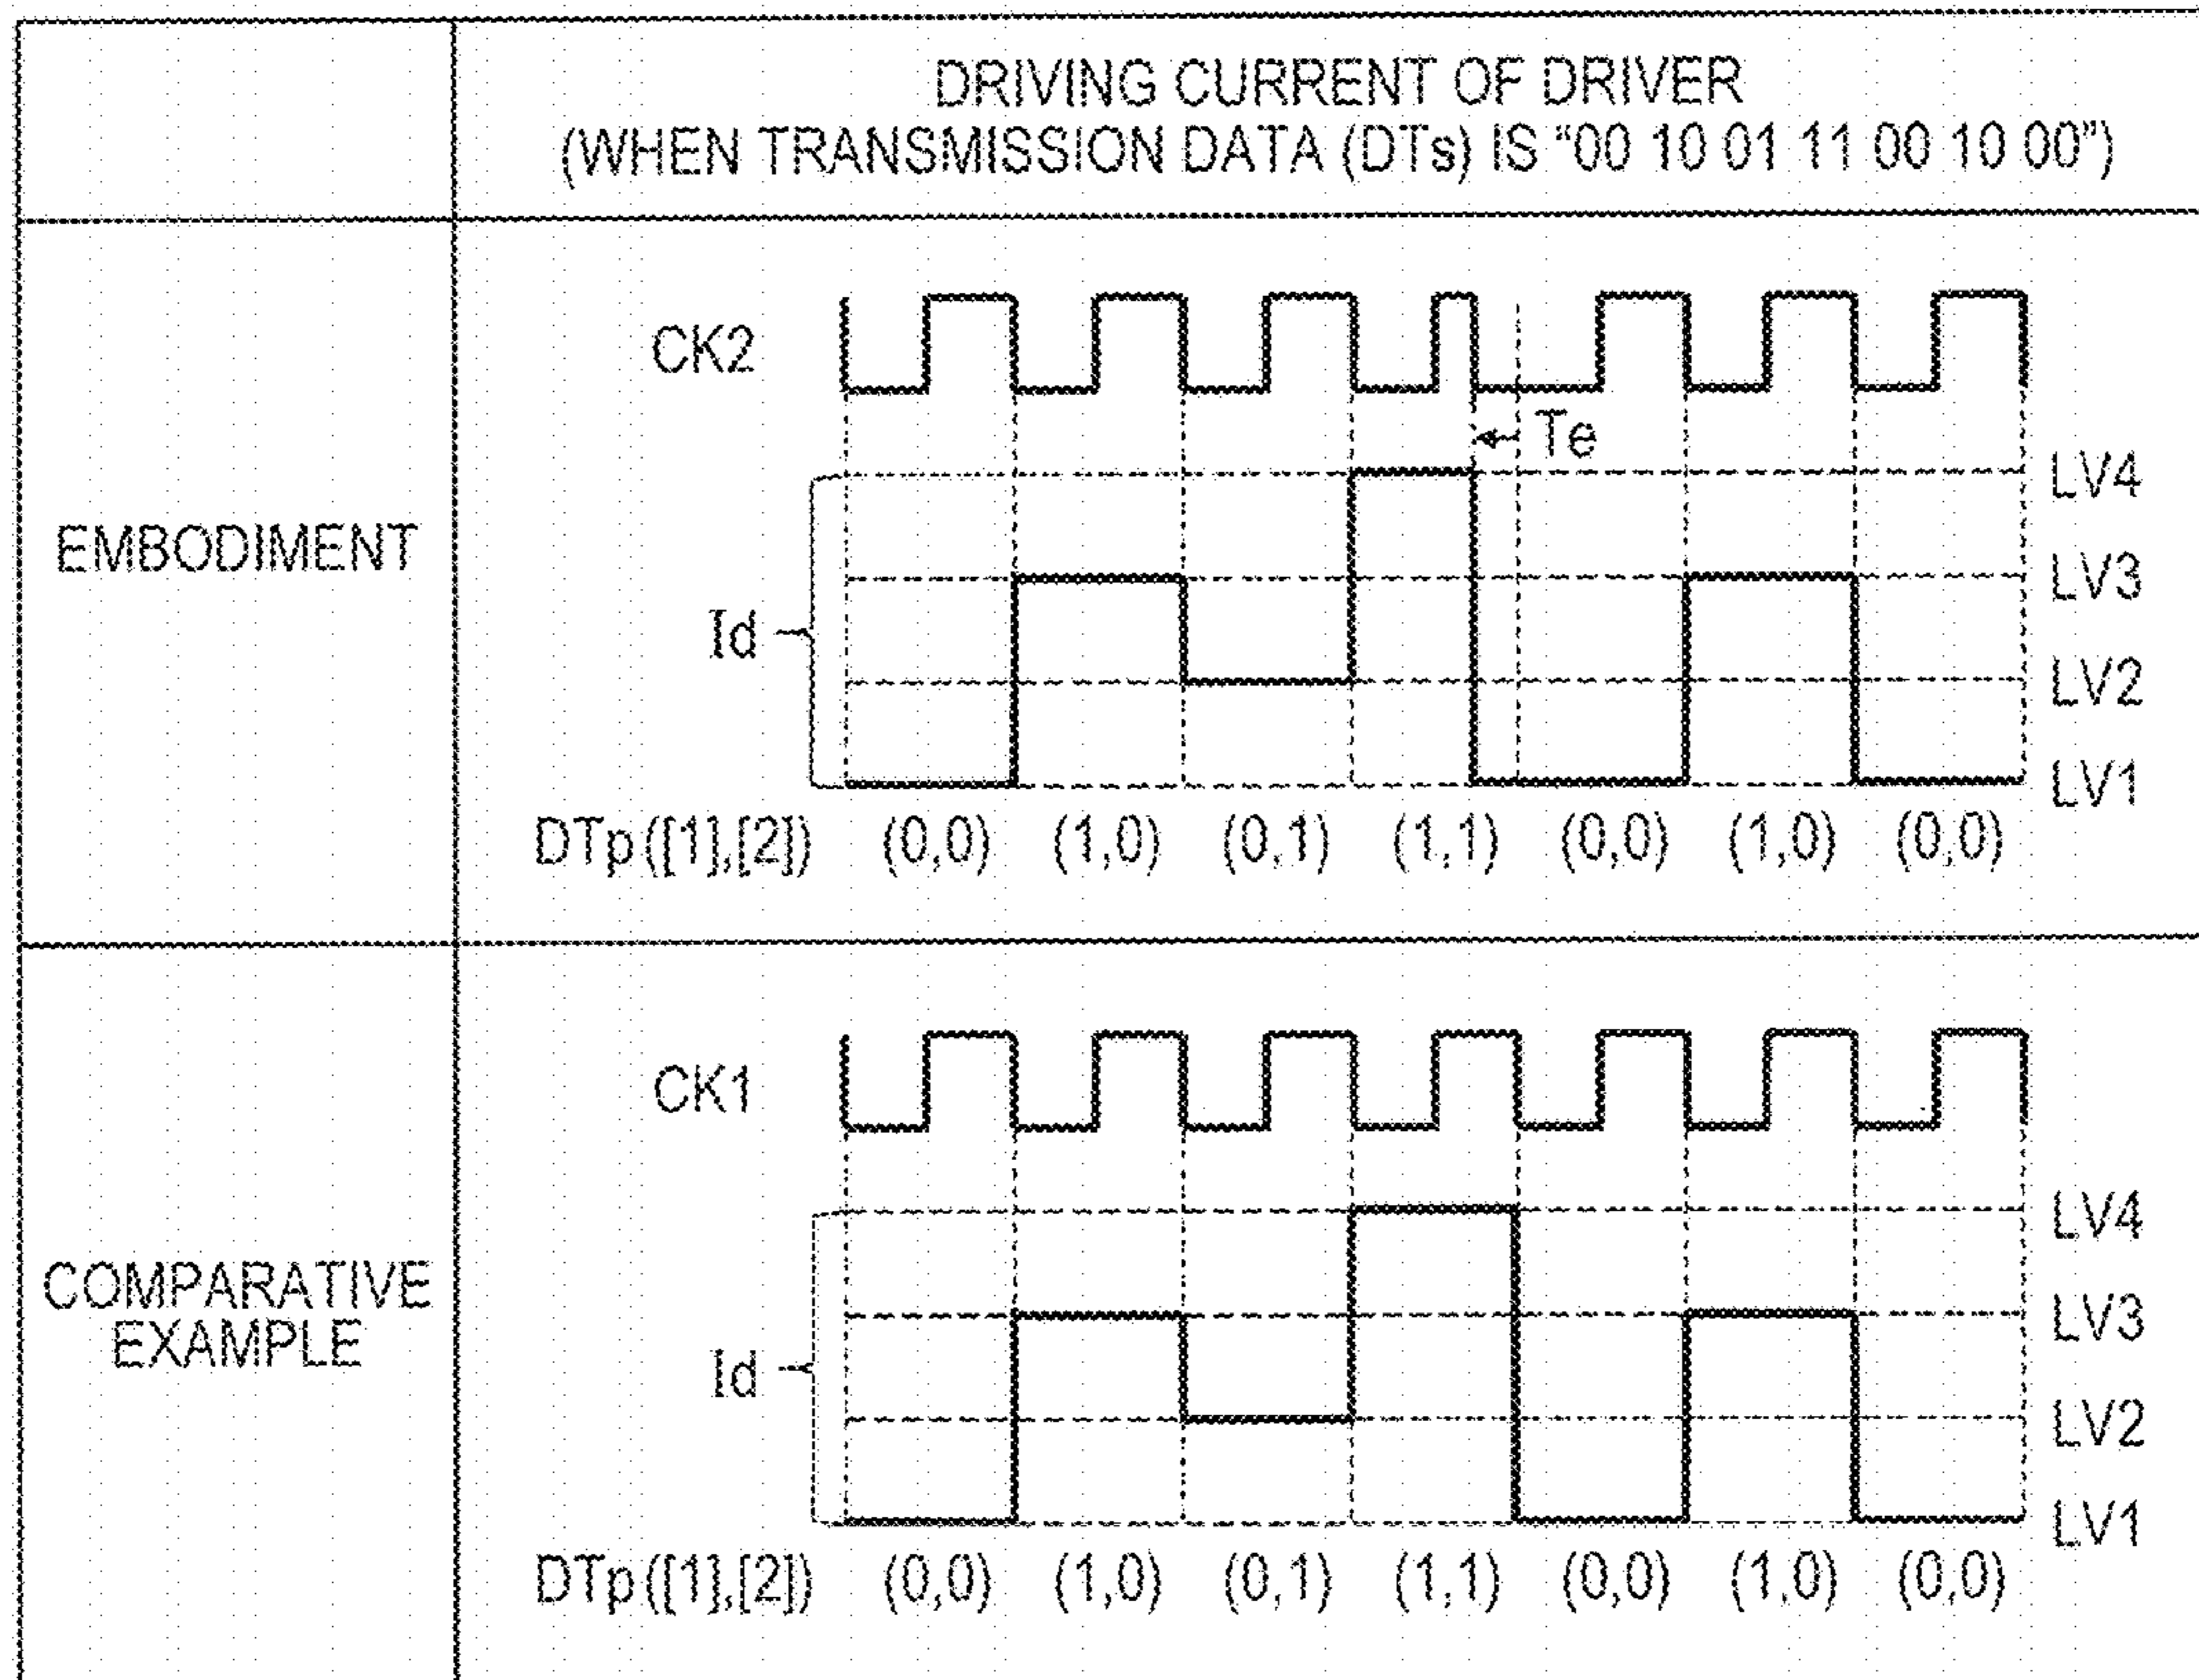 DRIVING CURRENT OF DRIVER
(WHEN TRANSMISSION DATA (DTs) IS “00 10 01 11 00 10 00”)
EMBODIMENT
CK2
Te
Id
LV4
LV3
LV2
LV1
DTp([1],[2]) (0,0) (1,0) (0,1) (1,1) (0,0) (1,0) (0,0)
COMPARATIVE
EXAMPLE
CK1
Id
LV4
LV3
LV2
LV1
DTp([1],[2]) (0,0) (1,0) (0,1) (1,1) (0,0) (1,0) (0,0)